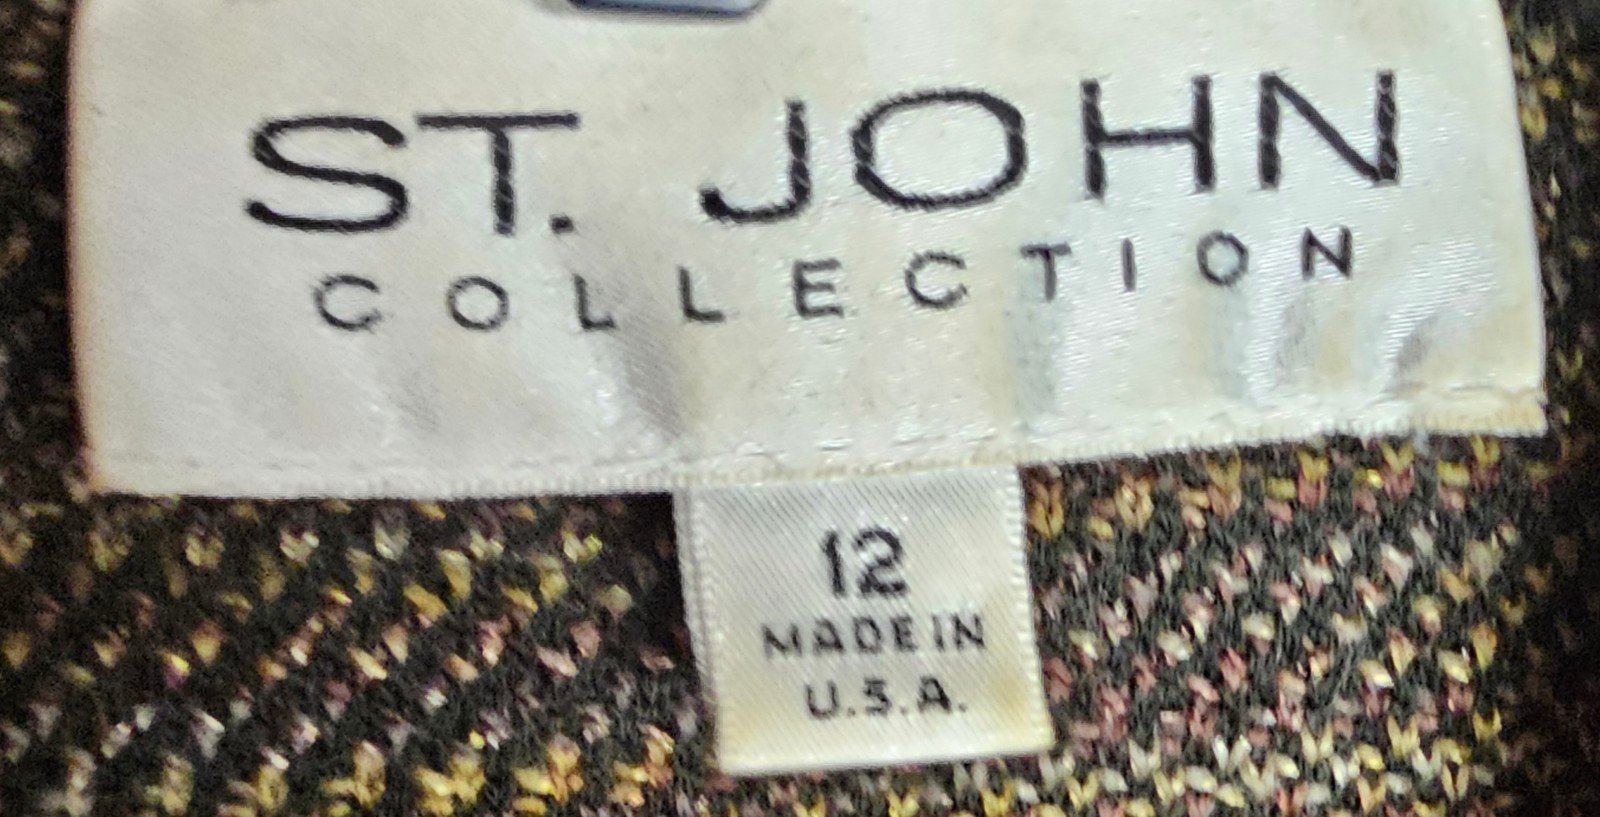 ST. JOHN
COLLECTION
12
MADE IN
U.S.A.